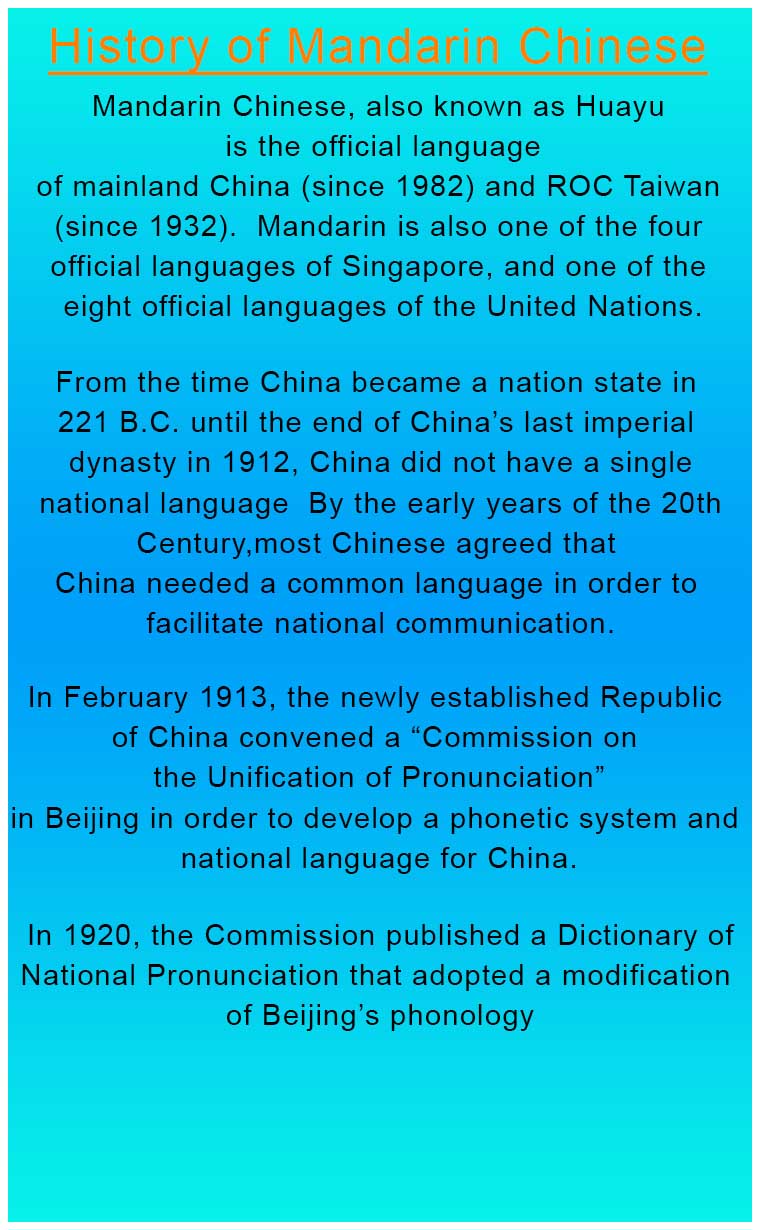 History of Mandarin Chinese
Mandarin Chinese, also known as Huayu
is the official language
of mainland China (since 1982) and ROC Taiwan
(since 1932).  Mandarin is also one of the four
official languages of Singapore, and one of the
eight official languages of the United Nations.
From the time China became a nation state in
221 B.C. until the end of China’s last imperial
dynasty in 1912, China did not have a single
national language  By the early years of the 20th
Century,most Chinese agreed that
China needed a common language in order to
facilitate national communication.
In February 1913, the newly established Republic
of China convened a “Commission on
the Unification of Pronunciation”
in Beijing in order to develop a phonetic system and
national language for China.
In 1920, the Commission published a Dictionary of
National Pronunciation that adopted a modification
of Beijing’s phonology